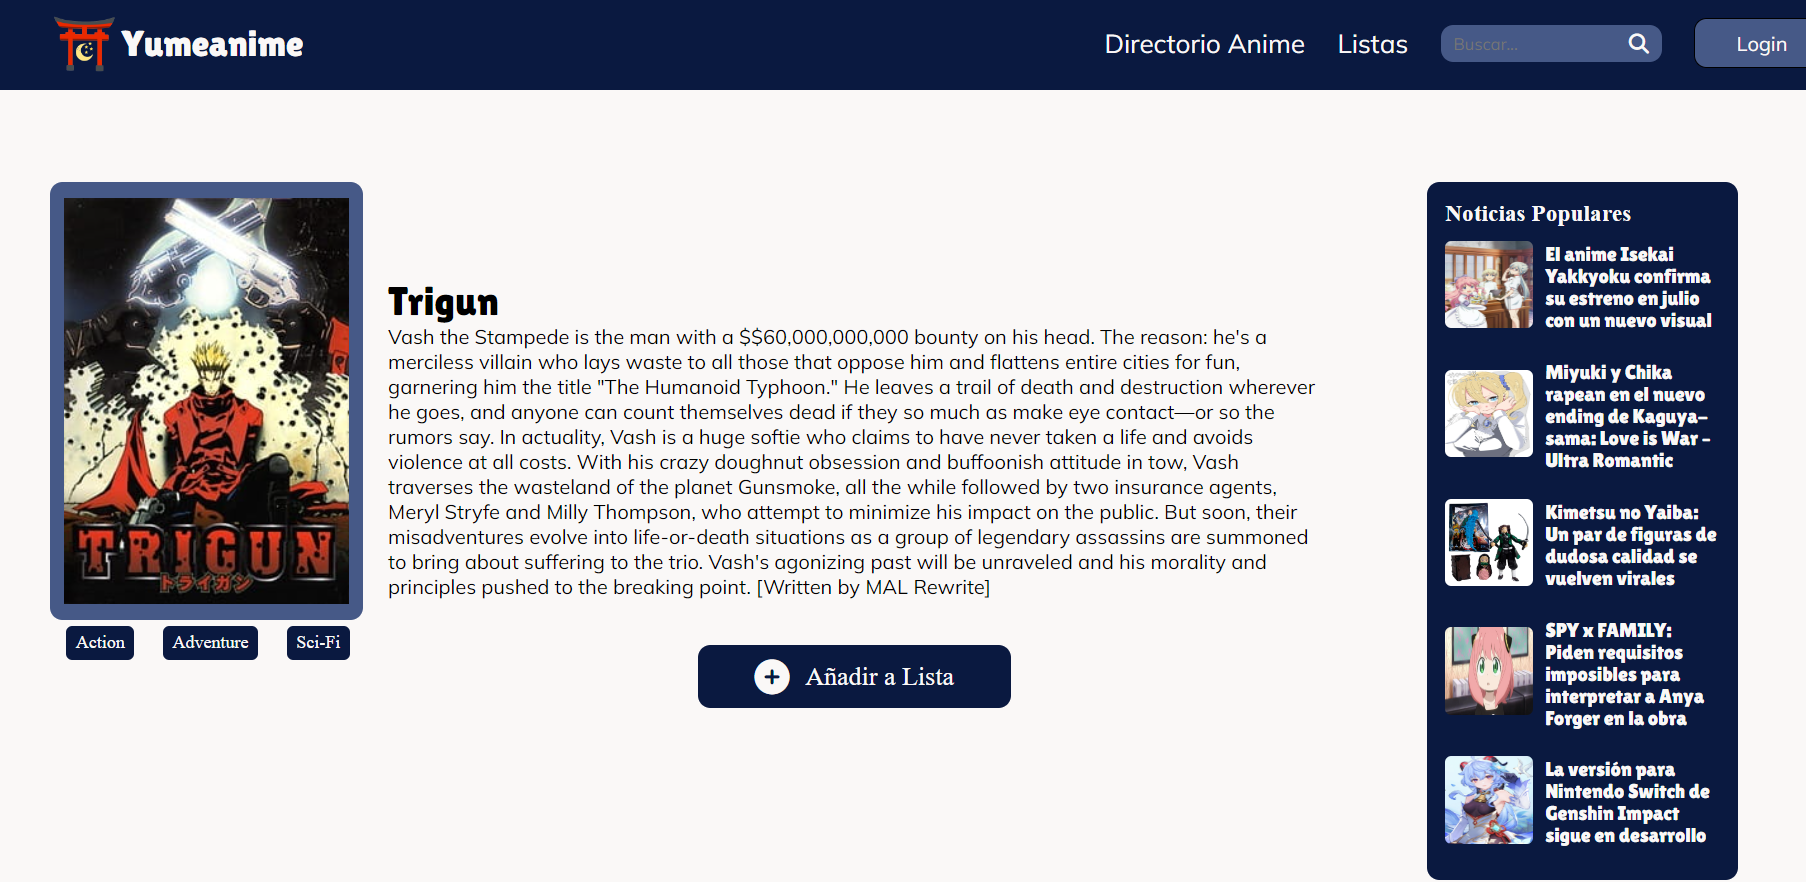 Yumeanime
Directorio Anime
Listas
Buscar...
Login
TRIGUN
トライガン
Action
Adventure
Sci-Fi
Trigun
Vash the Stampede is the man with a $$60,000,000,000 bounty on his head. The reason: he's a
merciless villain who lays waste to all those that oppose him and flattens entire cities for fun,
garnering him the title "The Humanoid Typhoon." He leaves a trail of death and destruction wherever
he goes, and anyone can count themselves dead if they so much as make eye contact—or so the
rumors say. In actuality, Vash is a huge softie who claims to have never taken a life and avoids
violence at all costs. With his crazy doughnut obsession and buffoonish attitude in tow, Vash
traverses the wasteland of the planet Gunsmoke, all the while followed by two insurance agents,
Meryl Stryfe and Milly Thompson, who attempt to minimize his impact on the public. But soon, their
misadventures evolve into life-or-death situations as a group of legendary assassins are summoned
to bring about suffering to the trio. Vash's agonizing past will be unraveled and his morality and
principles pushed to the breaking point. [Written by MAL Rewrite]
Añadir a Lista
Noticias Populares
El anime Isekai
Yakkyoku confirma
su estreno en julio
con un nuevo visual
Miyuki y Chika
rapean en el nuevo
ending de Kaguya-
sama: Love is War -
Ultra Romantic
Kimetsu no Yaiba:
Un par de figuras de
dudosa calidad se
vuelven virales
SPY x FAMILY:
Piden requisitos
imposibles para
interpretar a Anya
Forger en la obra
La versión para
Nintendo Switch de
Genshin Impact
sigue en desarrollo